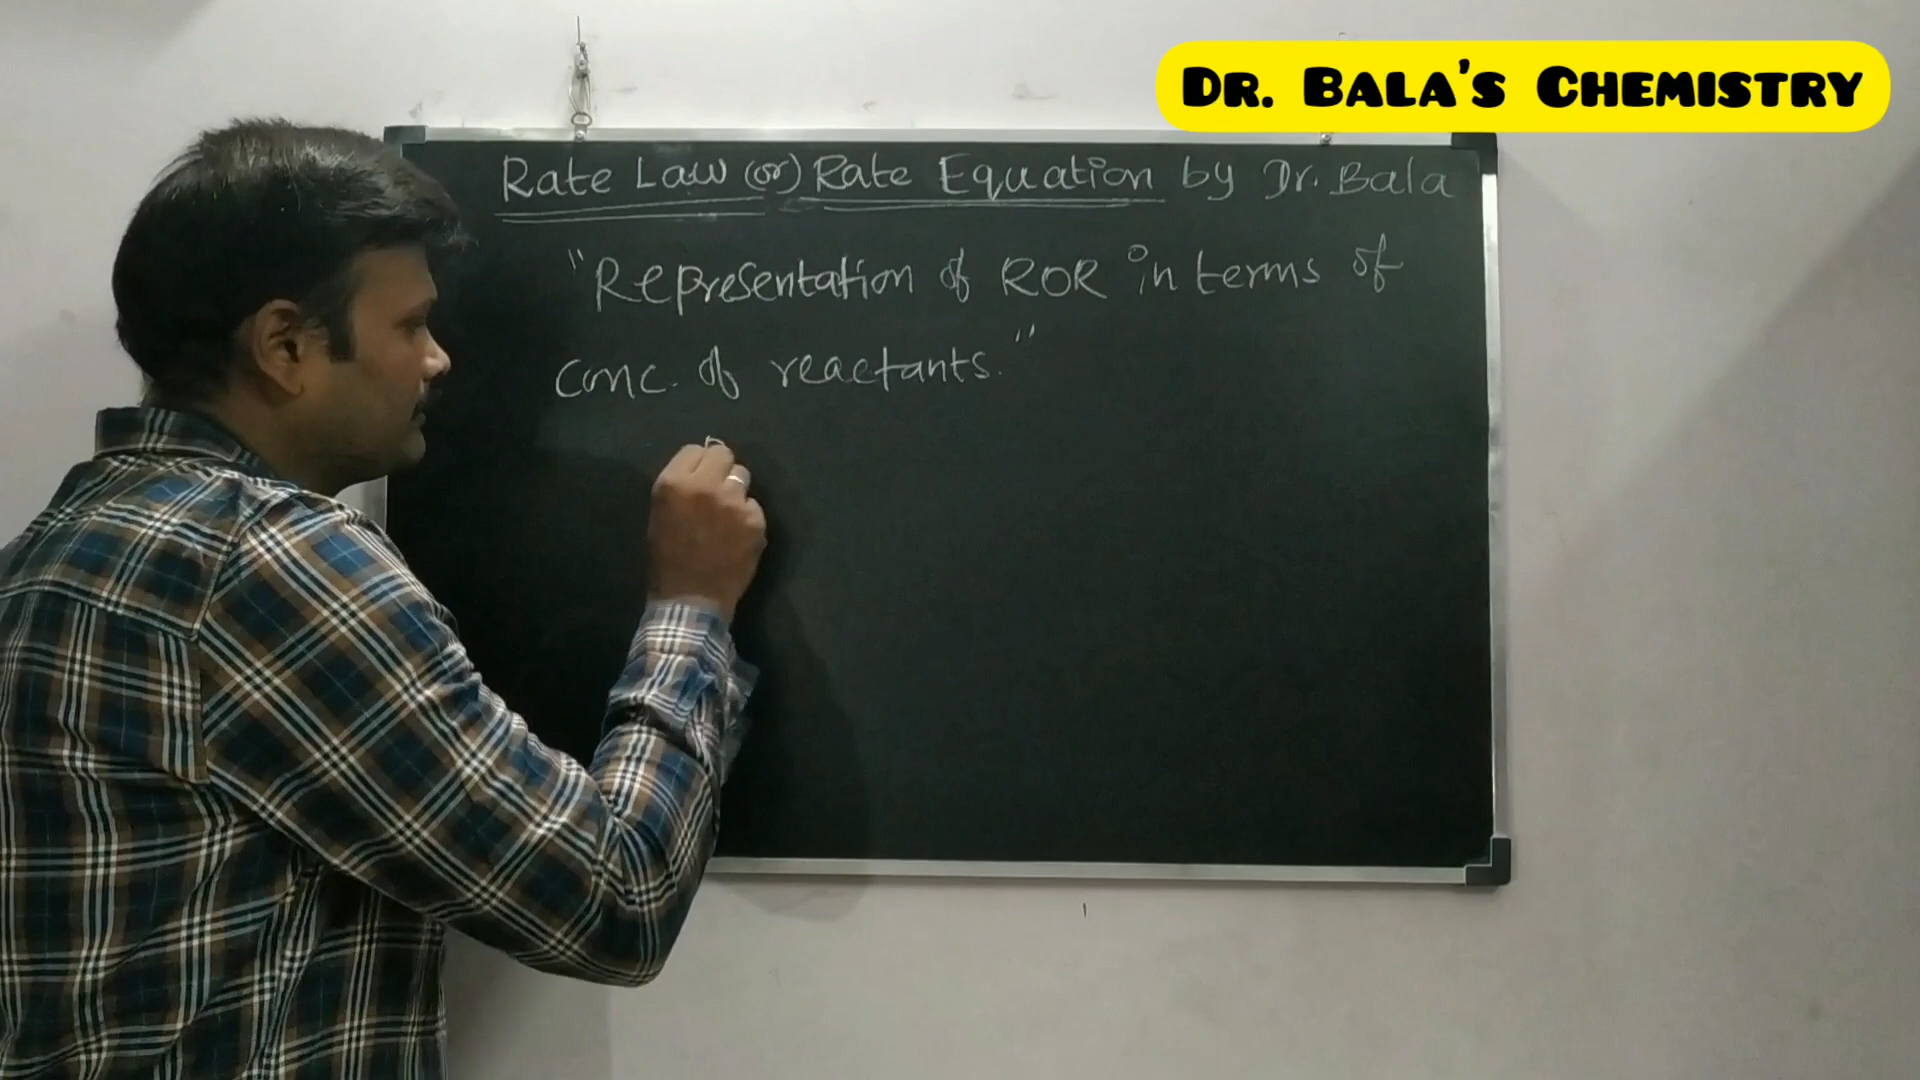 DR. BALA'S CHEMISTRY
Rate Law (or) Rate Equation by Dr. Bala
"Representation of ROR in terms of
conc. of reactants."